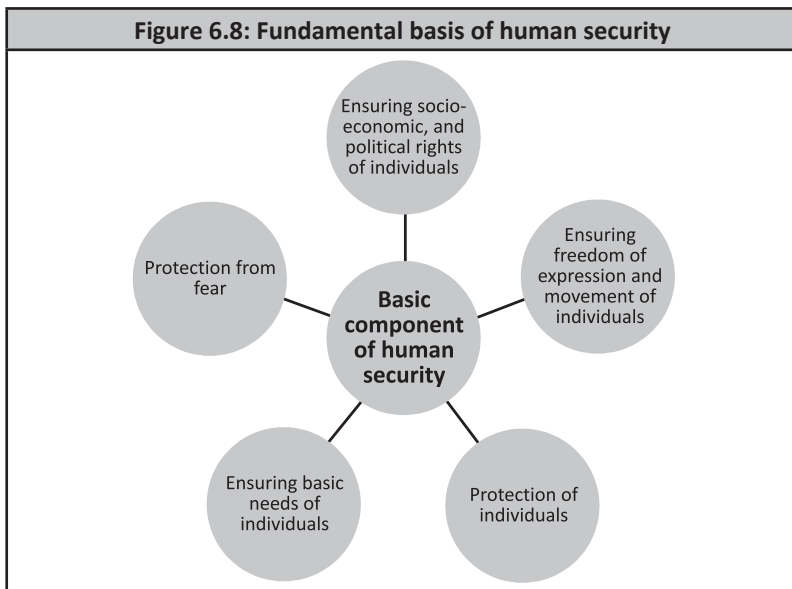 Figure 6.8: Fundamental basis of human security
Ensuring socio-
economic, and
political rights
of individuals
Ensuring
freedom of
expression and
movement of
individuals
Protection from
fear
Basic
component
of human
security
Ensuring basic
needs of
individuals
Protection of
individuals